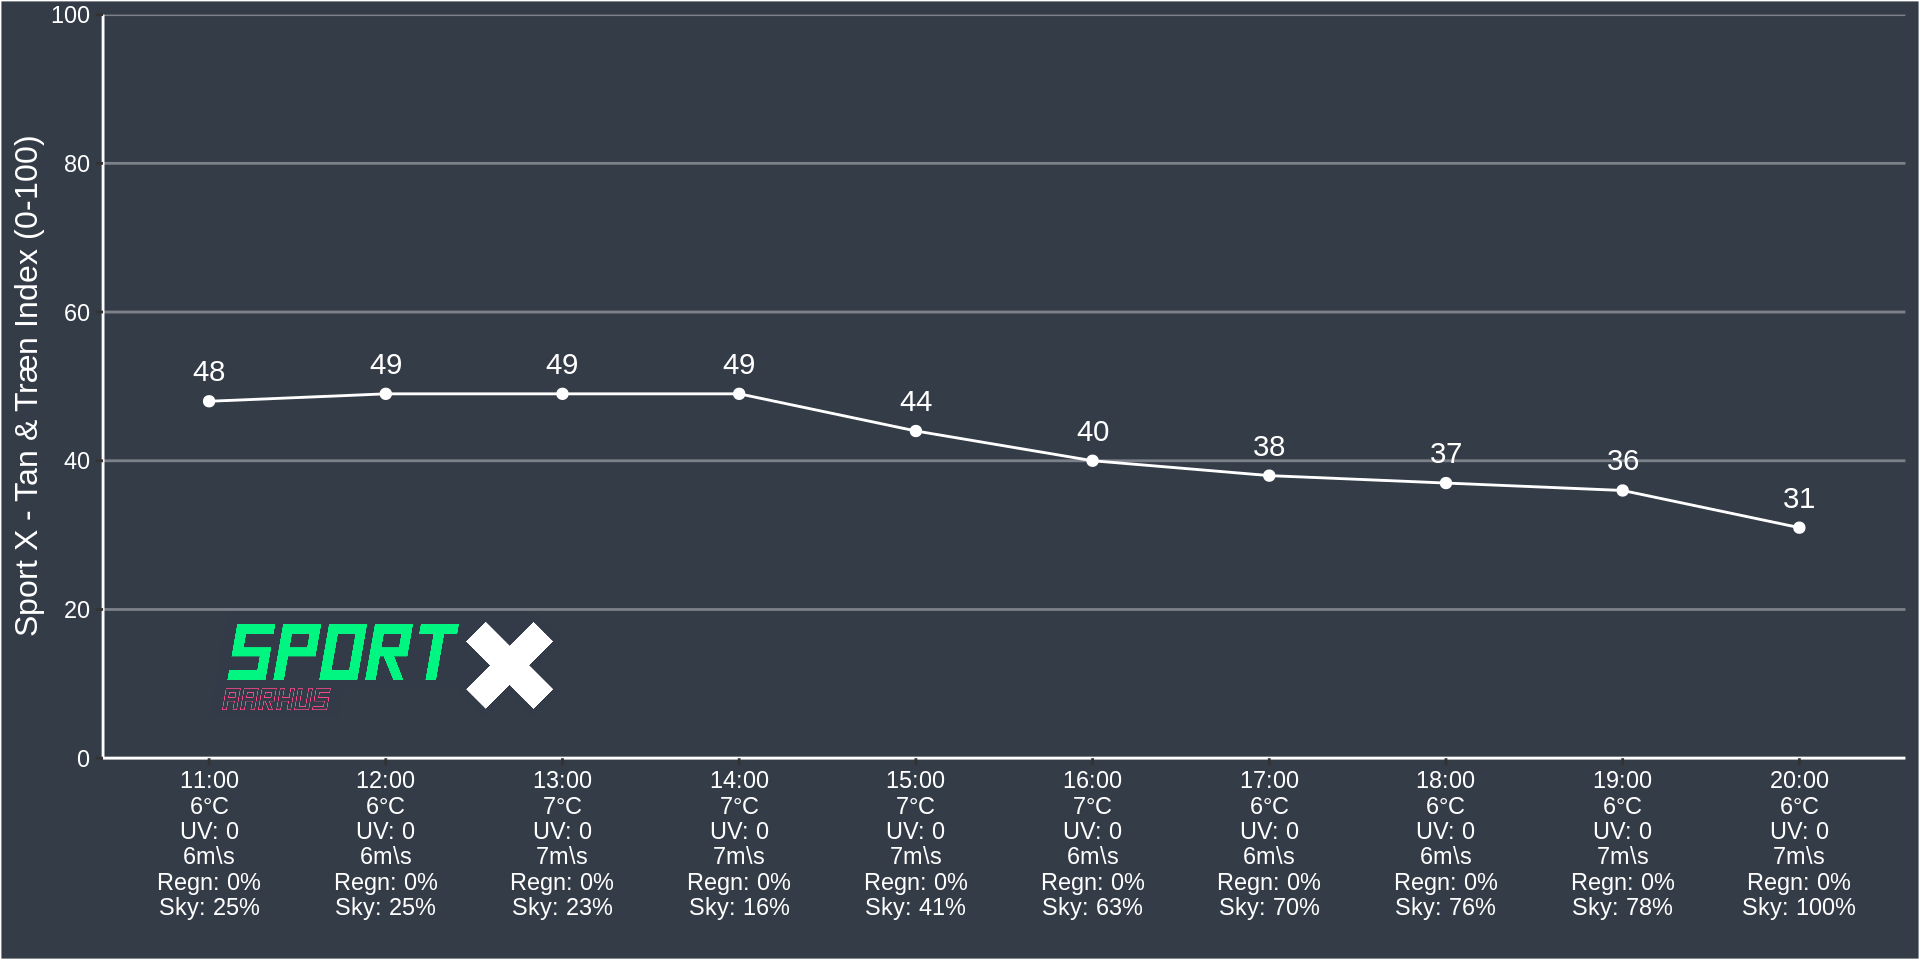 Sport X - Tan & Træn Index (0-100)
100
80
60
40
20
0
48
49
49
49
44
40
38
37
36
31
SPORT X
AARHUS
11:00 12:00 13:00 14:00 15:00 16:00 17:00 18:00 19:00 20:00
6°C 6°C 7°C 7°C 7°C 7°C 6°C 6°C 6°C 6°C
UV: 0 UV: 0 UV: 0 UV: 0 UV: 0 UV: 0 UV: 0 UV: 0 UV: 0 UV: 0
6m\s 6m\s 7m\s 7m\s 7m\s 6m\s 6m\s 6m\s 7m\s 7m\s
Regn: 0% Regn: 0% Regn: 0% Regn: 0% Regn: 0% Regn: 0% Regn: 0% Regn: 0% Regn: 0% Regn: 0%
Sky: 25% Sky: 25% Sky: 23% Sky: 16% Sky: 41% Sky: 63% Sky: 70% Sky: 76% Sky: 78% Sky: 100%